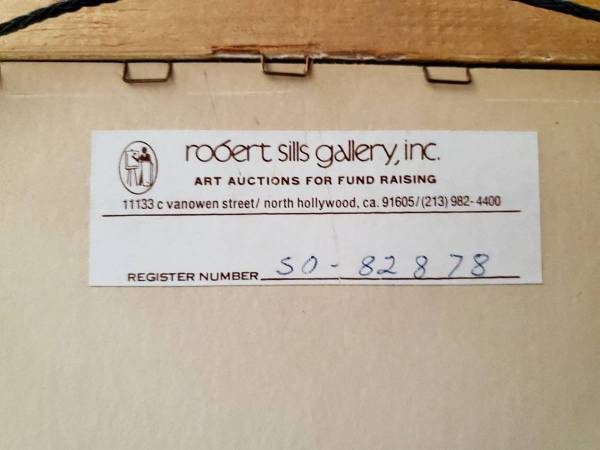 robert sills gallery, inc.
ART AUCTIONS FOR FUND RAISING
11133 c vanowen street/ north hollywood, ca. 91605/(213) 982-4400
REGISTER NUMBER SO-82878